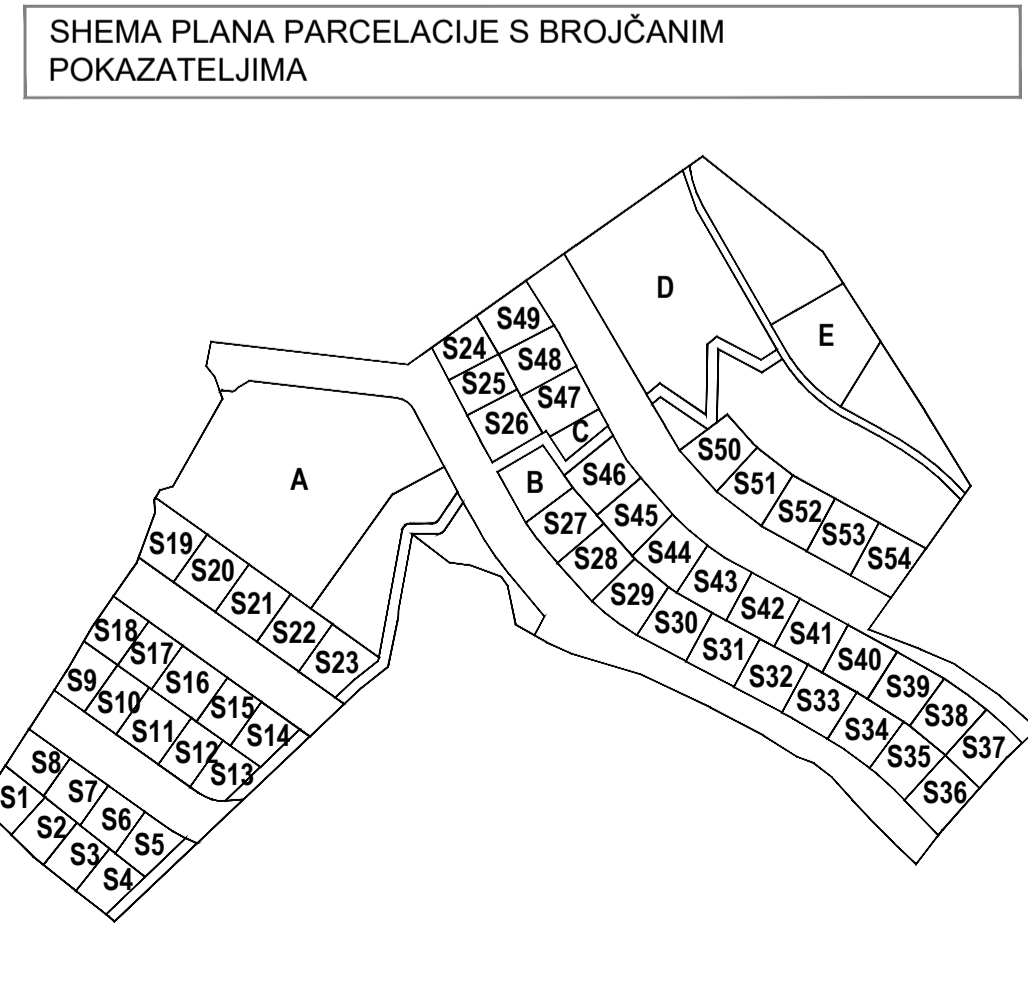 SHEMA PLANA PARCELACIJE S BROJČANIM
POKAZATELJIMA
D
S49
E
S24
S48
S25
S47
S26
C
S50
A
B
S46
S51
S52
S27
S45
S53
S19
S44
S54
S20
S28
S43
S21
S29
S42
S22
S30
S41
S18
S31
S40
S23
S17
S32
S39
S9
S16
S33
S38
S10
S15
S34
S37
S11
S14
S35
S12
S8
S13
S36
S7
S1
S6
S2
S5
S3
S4